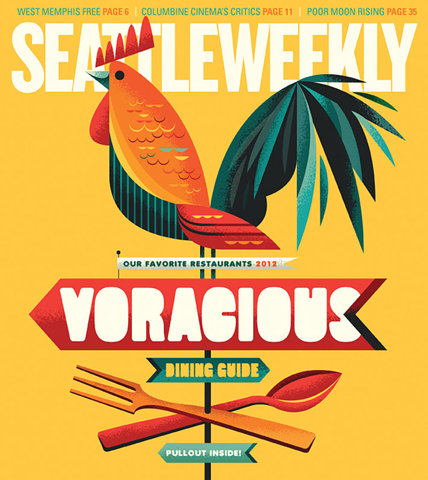 WEST MEMPHIS FREE PAGE 6 | COLUMBINE CINEMA'S CRITICS PAGE 11 | POOR MOON RISING PAGE 35
SEATTLEWEEKLY
OUR FAVORITE RESTAURANTS 2012
VORACIOUS
DINING GUIDE
PULLOUT INSIDE!